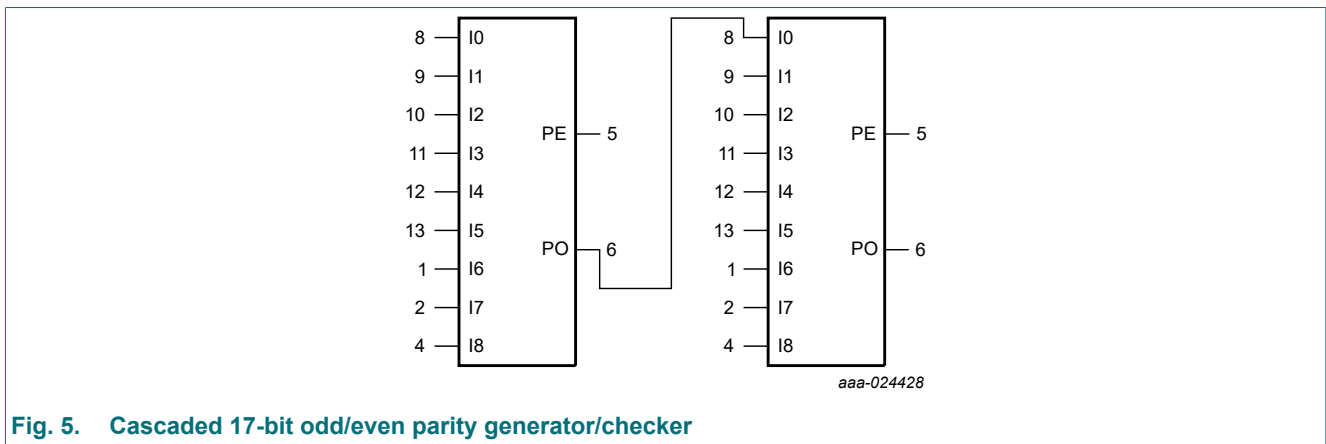 8 I0 8 I0
9 I1 9 I1
10 I2 10 I2
PE 5 PE 5
11 I3 11 I3
12 I4 12 I4
13 I5 13 I5
PO 6 PO 6
1 I6 1 I6
2 I7 2 I7
4 I8 4 I8
aaa-024428
Fig. 5. Cascaded 17-bit odd/even parity generator/checker